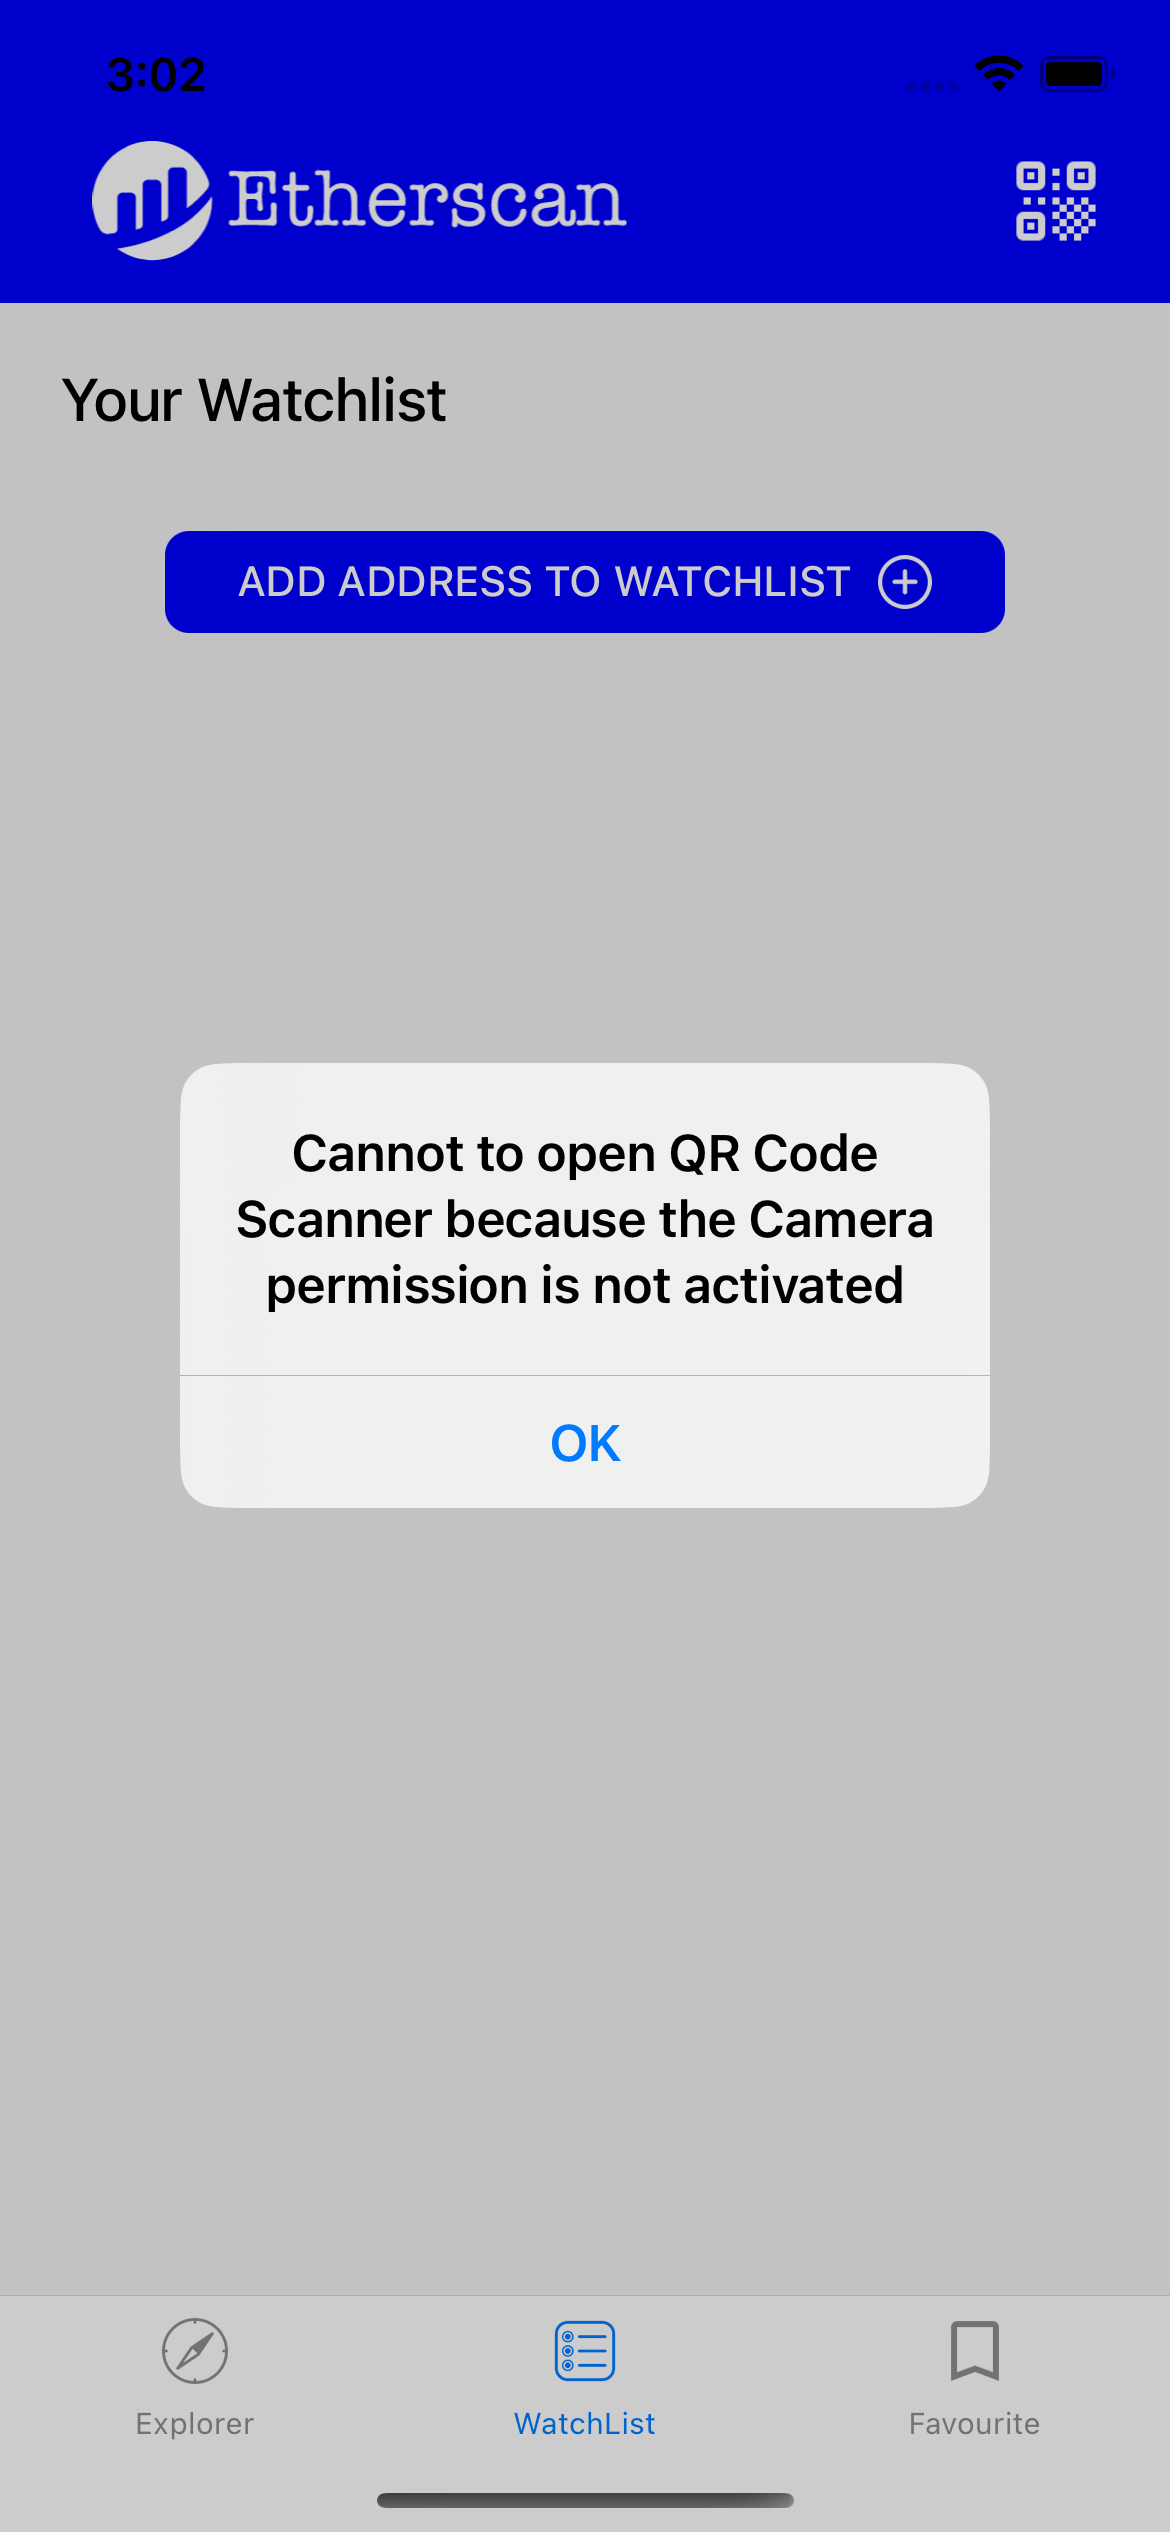 3:02
Etherscan
Your Watchlist
ADD ADDRESS TO WATCHLIST
Cannot to open QR Code
Scanner because the Camera
permission is not activated
OK
Explorer
WatchList
Favourite